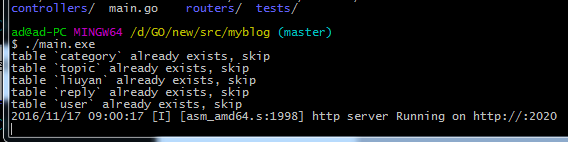 controllers/ main.go routers/ tests/
ad@ad-PC MINGW64 /d/GO/new/src/myblog (master)
$ ./main.exe
table `category` already exists, skip
table `topic` already exists, skip
table `liuyan` already exists, skip
table `reply` already exists, skip
table `user` already exists, skip
2016/11/17 09:00:17 [I] [asm_amd64.s:1998] http server Running on http://:2020